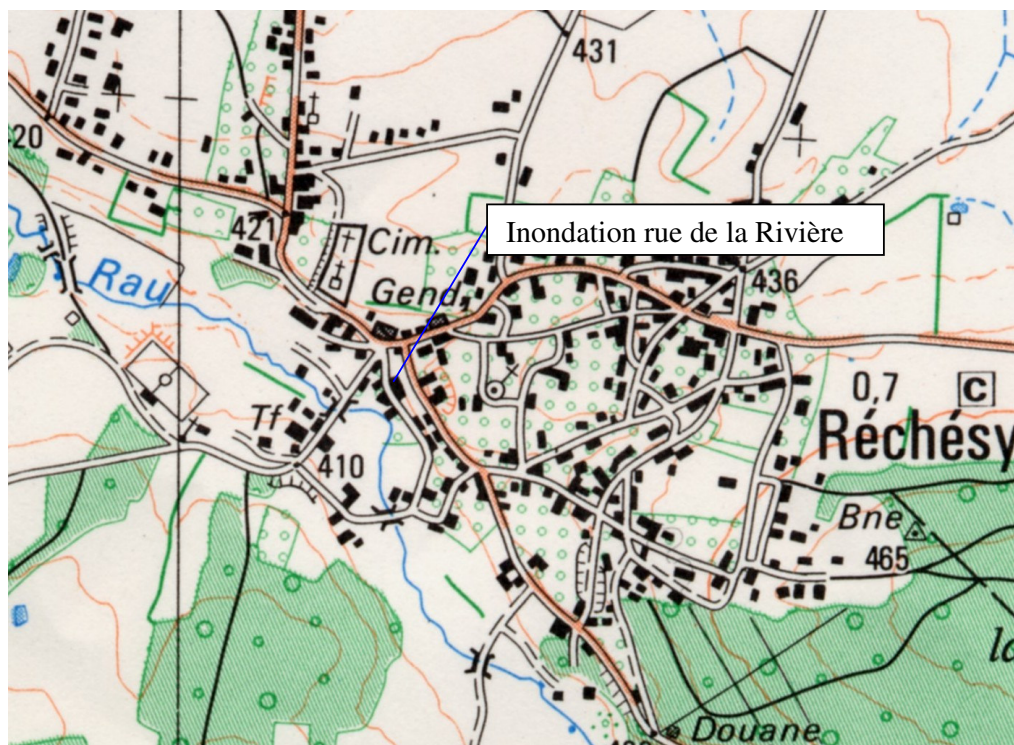 431
20
Inondation rue de la Rivière
421
Cim.
Gend.
436
Rau
0,7
C
Réchésy
Tf
410
Bne
465
Douane